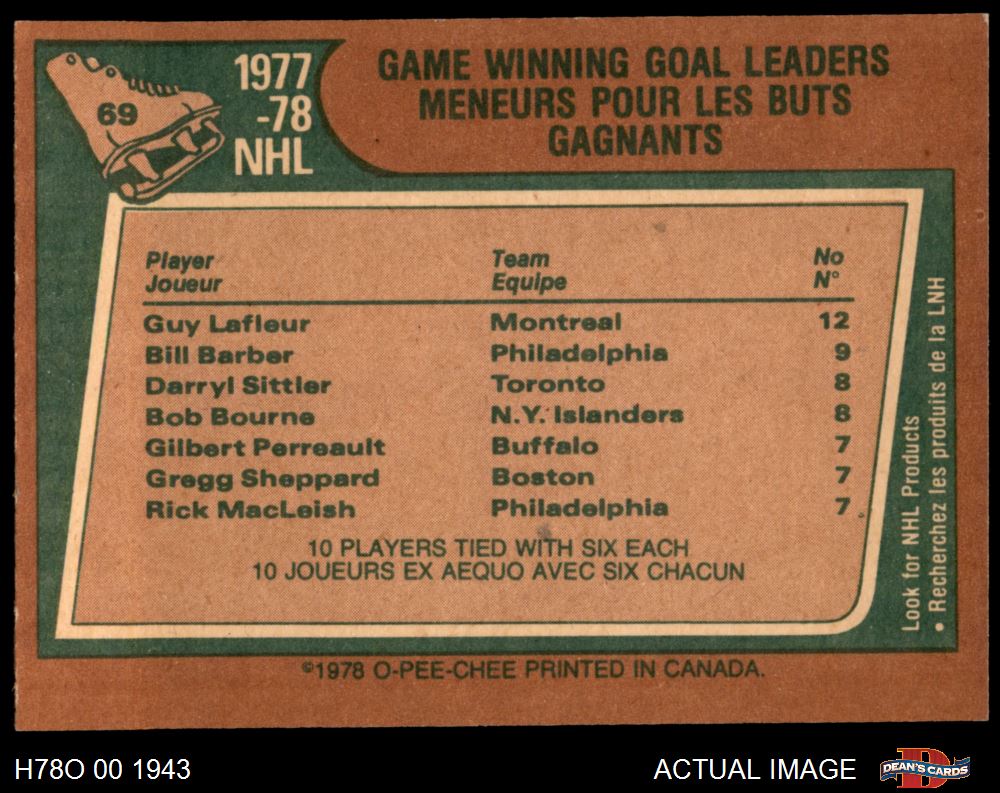 69
1977
-78
NHL
GAME WINNING GOAL LEADERS
MENEURS POUR LES BUTS
GAGNANTS
Player Team No
Joueur Equipe N°
Guy Lafleur Montreal 12
Bill Barber Philadelphia 9
Darryl Sittler Toronto 8
Bob Bourne N.Y. Islanders 8
Gilbert Perreault Buffalo 7
Gregg Sheppard Boston 7
Rick MacLeish Philadelphia 7
10 PLAYERS TIED WITH SIX EACH
10 JOUEURS EX AEQUO AVEC SIX CHACUN
Look for NHL Products
• Recherchez les produits de la LNH
©1978 O-PEE-CHEE PRINTED IN CANADA.
H78O 00 1943
ACTUAL IMAGE
D
DEAN'S CARDS